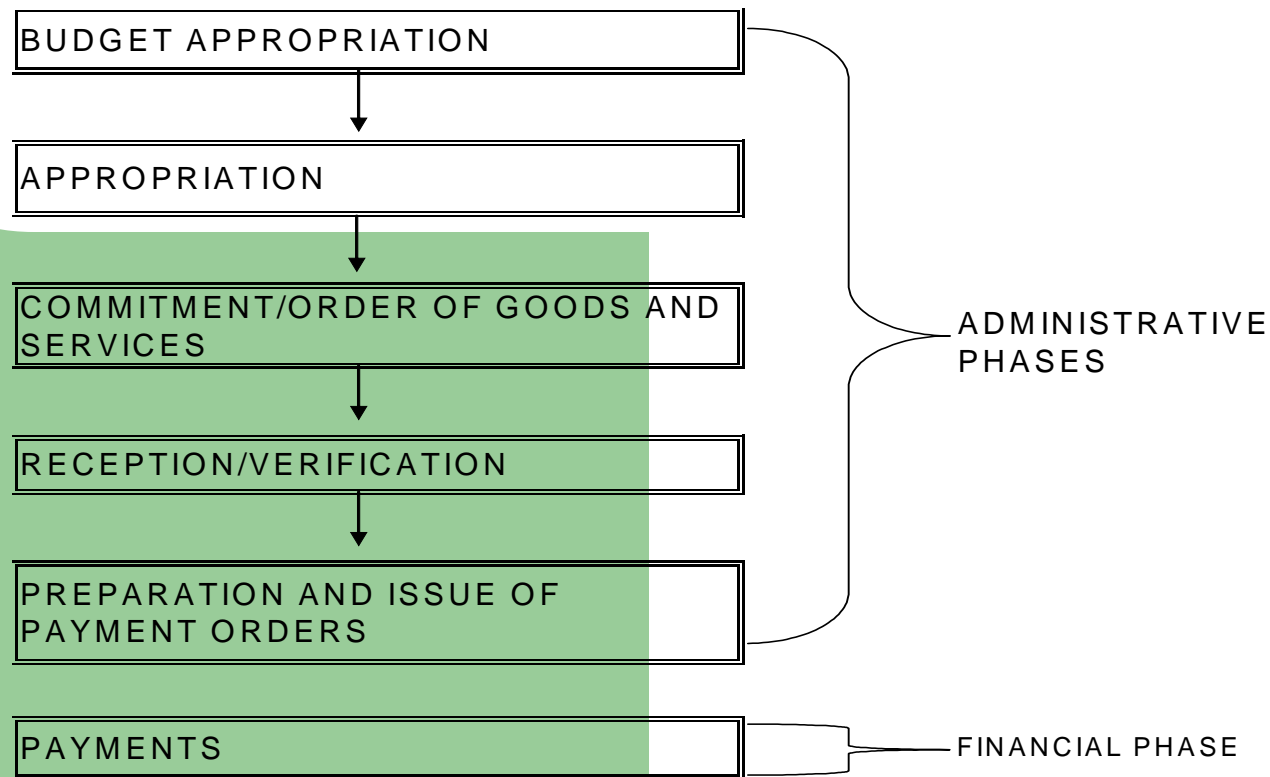 BUDGET APPROPRIATION
APPROPRIATION
COMMITMENT/ORDER OF GOODS AND
SERVICES
RECEPTION/VERIFICATION
PREPARATION AND ISSUE OF
PAYMENT ORDERS
PAYMENTS
ADMINISTRATIVE
PHASES
FINANCIAL PHASE